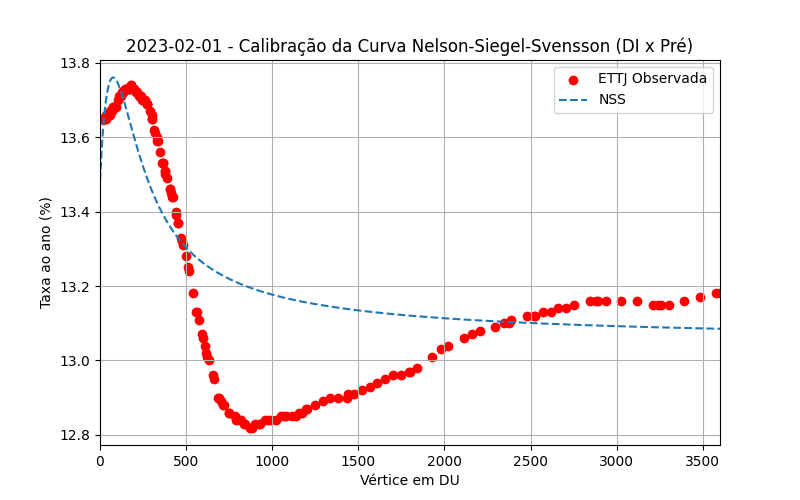 2023-02-01 - Calibração da Curva Nelson-Siegel-Svensson (DI x Pré)
ETTJ Observada
NSS
Taxa ao ano (%)
13.8
13.6
13.4
13.2
13.0
12.8
0 500 1000 1500 2000 2500 3000 3500
Vértice em DU